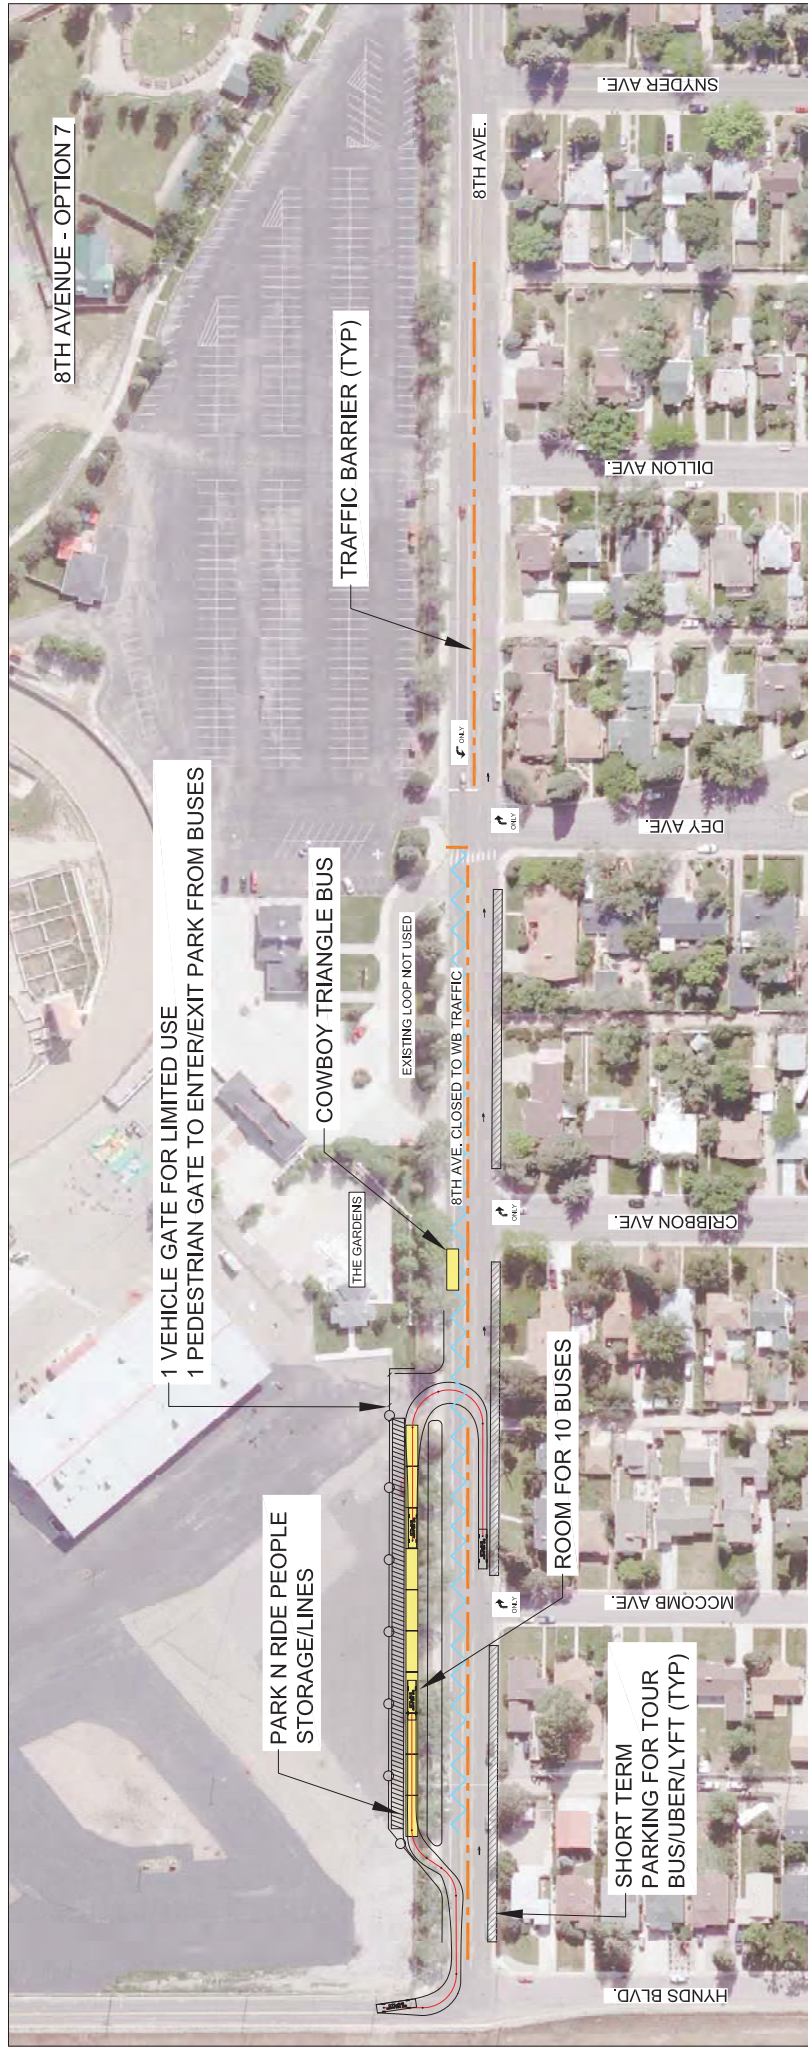 8TH AVENUE - OPTION 7
SNYDER AVE.
8TH AVE.
TRAFFIC BARRIER (TYP)
DILLON AVE.
ONLY
ONLY
DEY AVE.
1 VEHICLE GATE FOR LIMITED USE
1 PEDESTRIAN GATE TO ENTER/EXIT PARK FROM BUSES
COWBOY TRIANGLE BUS
EXISTING LOOP NOT USED
8TH AVE. CLOSED TO WB TRAFFIC
THE GARDENS
ONLY
CRIBBON AVE.
PARK N RIDE PEOPLE
STORAGE/LINES
ROOM FOR 10 BUSES
ONLY
MCCOMB AVE.
SHORT TERM
PARKING FOR TOUR
BUS/UBER/LYFT (TYP)
HYNDS BLVD.